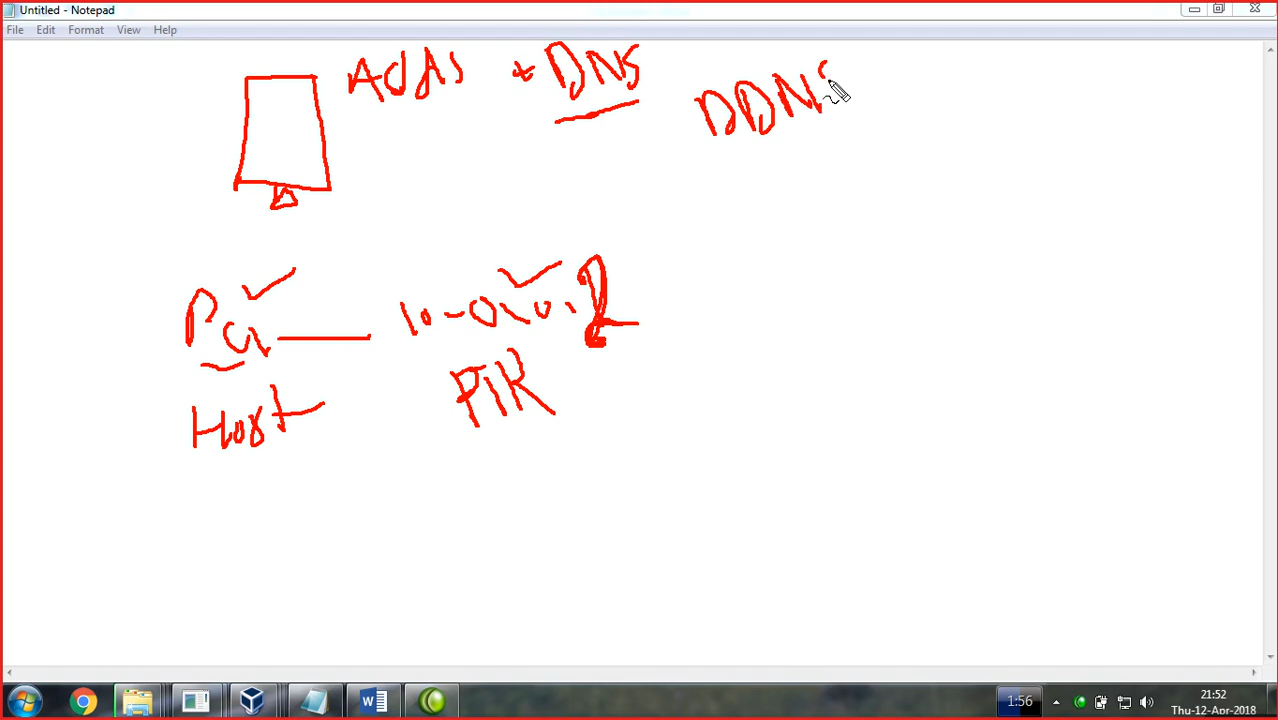 Untitled - Notepad
File Edit Format View Help
ADDS + DNS
DDNS
10.0.0.2
PTR
Host
1:56
21:52
Thu-12-Apr-2018